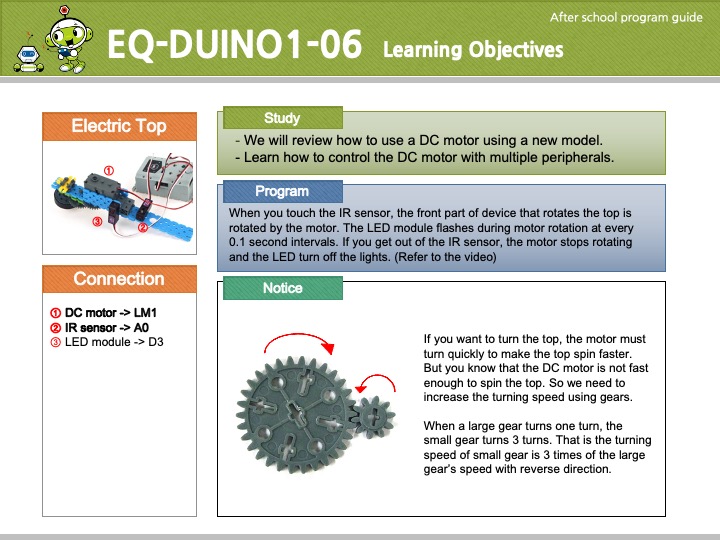 After school program guide
EQ-DUINO1-06 Learning Objectives
Electric Top
①
③
②
Connection
① DC motor -> LM1
② IR sensor -> A0
③ LED module -> D3
Study
- We will review how to use a DC motor using a new model.
- Learn how to control the DC motor with multiple peripherals.
Program
When you touch the IR sensor, the front part of device that rotates the top is
rotated by the motor. The LED module flashes during motor rotation at every
0.1 second intervals. If you get out of the IR sensor, the motor stops rotating
and the LED turn off the lights. (Refer to the video)
Notice
If you want to turn the top, the motor must
turn quickly to make the top spin faster.
But you know that the DC motor is not fast
enough to spin the top. So we need to
increase the turning speed using gears.
When a large gear turns one turn, the
small gear turns 3 turns. That is the turning
speed of small gear is 3 times of the large
gear's speed with reverse direction.